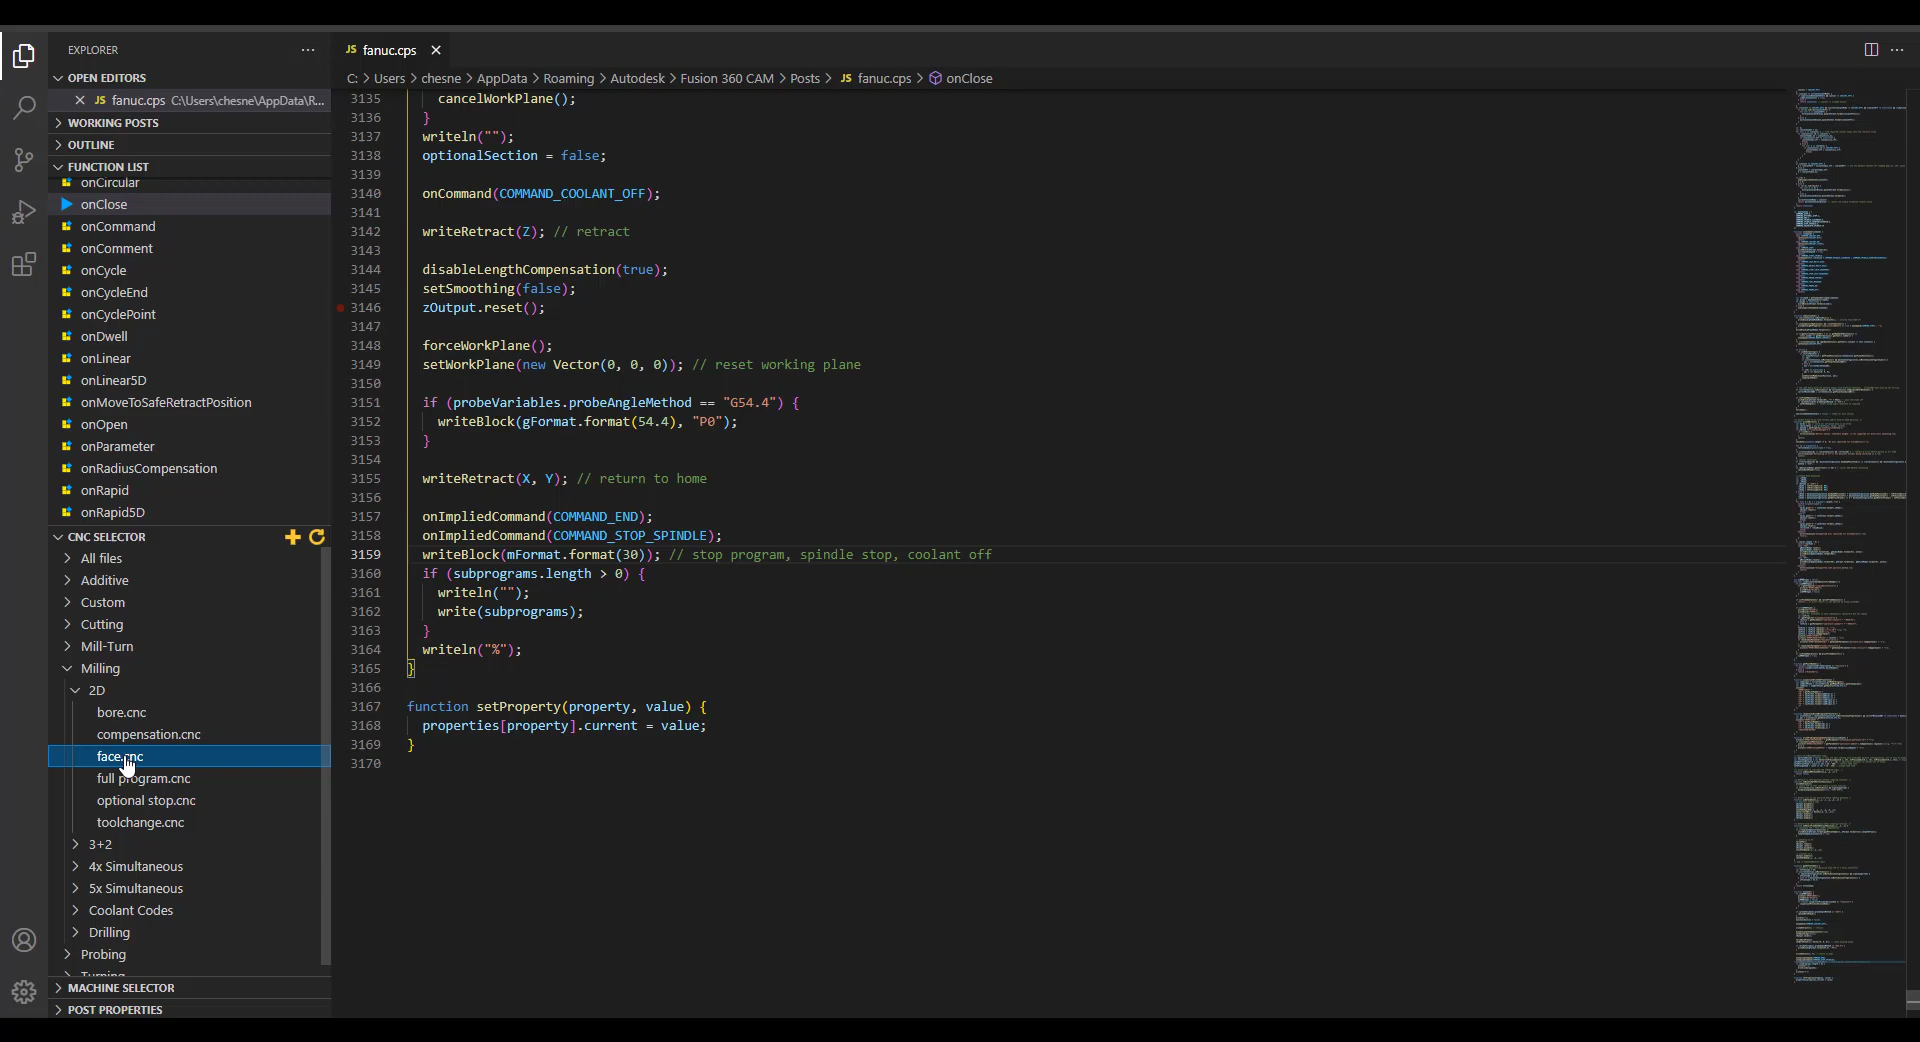 EXPLORER
OPEN EDITORS
JS fanuc.cps C:\Users\chesne\AppData\R...
WORKING POSTS
OUTLINE
FUNCTION LIST
onCircular
onClose
onCommand
onComment
onCycle
onCycleEnd
onCyclePoint
onDwell
onLinear
onLinear5D
onMoveToSafeRetractPosition
onOpen
onParameter
onRadiusCompensation
onRapid
onRapid5D
CNC SELECTOR
All files
Additive
Custom
Cutting
Mill-Turn
Milling
2D
bore.cnc
compensation.cnc
face.cnc
full program.cnc
optional stop.cnc
toolchange.cnc
3+2
4x Simultaneous
5x Simultaneous
Coolant Codes
Drilling
Probing
Turning
MACHINE SELECTOR
POST PROPERTIES
JS fanuc.cps
C: > Users > chesne > AppData > Roaming > Autodesk > Fusion 360 CAM > Posts > JS fanuc.cps > onClose
3135 cancelWorkPlane();
3136 }
3137 writeln("");
3138 optionalSection = false;
3139
3140 onCommand(COMMAND_COOLANT_OFF);
3141
3142 writeRetract(Z); // retract
3143
3144 disableLengthCompensation(true);
3145 setSmoothing(false);
3146 zOutput.reset();
3147
3148 forceWorkPlane();
3149 setWorkPlane(new Vector(0, 0, 0)); // reset working plane
3150
3151 if (probeVariables.probeAngleMethod == "G54.4") {
3152 writeBlock(gFormat.format(54.4), "P0");
3153 }
3154
3155 writeRetract(X, Y); // return to home
3156
3157 onImpliedCommand(COMMAND_END);
3158 onImpliedCommand(COMMAND_STOP_SPINDLE);
3159 writeBlock(mFormat.format(30)); // stop program, spindle stop, coolant off
3160 if (subprograms.length > 0) {
3161 writeln("");
3162 write(subprograms);
3163 }
3164 writeln("%");
3165 }
3166
3167 function setProperty(property, value) {
3168 properties[property].current = value;
3169 }
3170